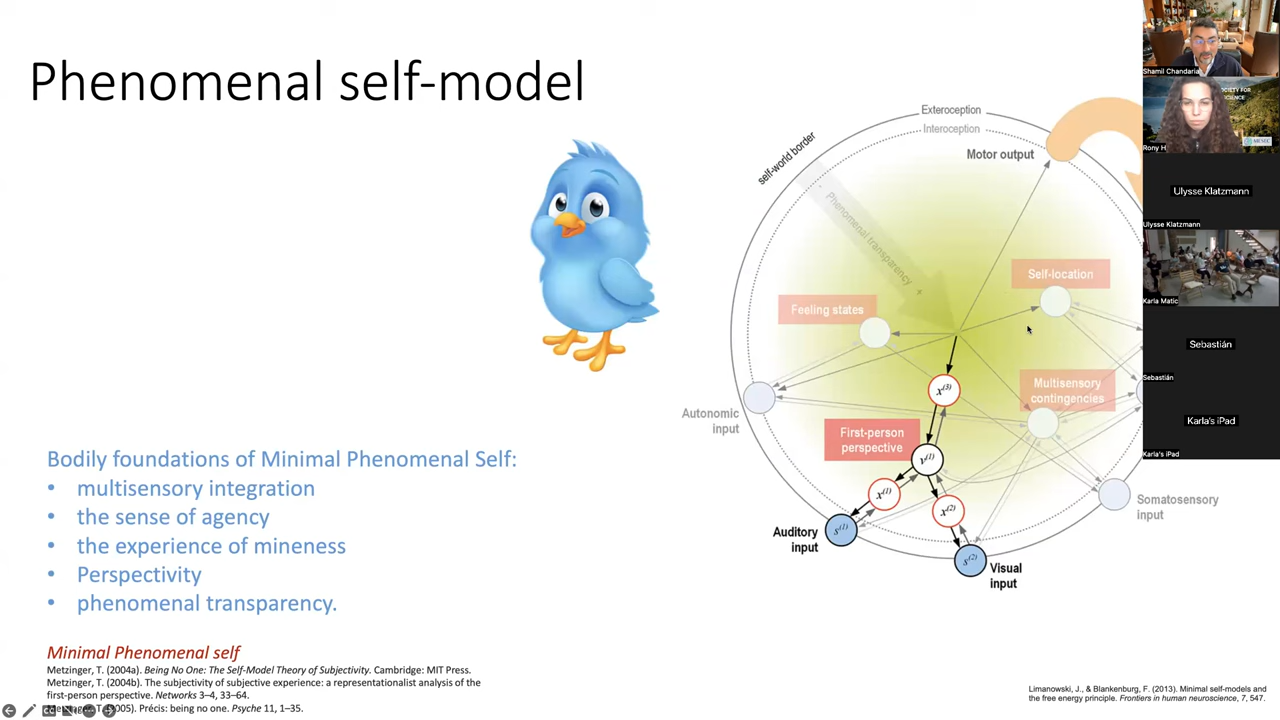 Phenomenal self-model
Exteroception
Interoception
self-world border
Motor output
Phenomenal transparency
Self-location
Feeling states
Multisensory
contingencies
x(3)
Autonomic
input
First-person
perspective
v(1)
x(1)
x(2)
Somatosensory
input
Auditory
input
s(1)
s(2)
Visual
input
Bodily foundations of Minimal Phenomenal Self:
• multisensory integration
• the sense of agency
• the experience of mineness
• Perspectivity
• phenomenal transparency.
Minimal Phenomenal self
Metzinger, T. (2004a). Being No One: The Self-Model Theory of Subjectivity. Cambridge: MIT Press.
Metzinger, T. (2004b). The subjectivity of subjective experience: a representationalist analysis of the
first-person perspective. Networks 3–4, 33–64.
T. (2005). Précis: being no one. Psyche 11, 1–35.
Limanowski, J., & Blankenburg, F. (2013). Minimal self-models and
the free energy principle. Frontiers in human neuroscience, 7, 547.
Shamil Chandaria
Rony H
Ulysse Klatzmann
Ulysse Klatzmann
Karla Matic
Sebastián
Sebastián
Karla's iPad
Karla's iPad